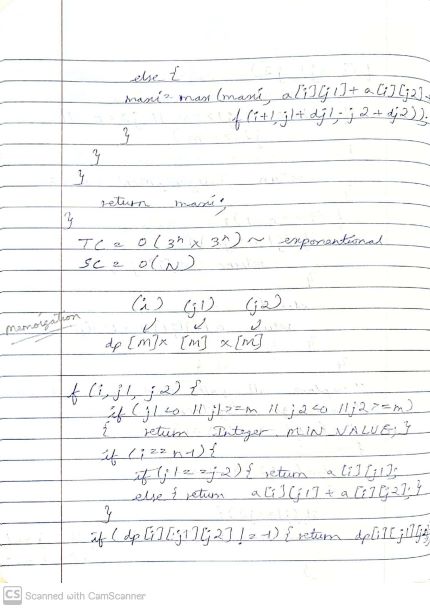 else {
maxi = max (maxi, a[i][j1] + a[i][j2] +
f (i+1, j1 + dj1, j2 + dj2));
}
}
}
return maxi;
}
TC = O(3^n x 3^n) ~ exponentional
SC = O(N)
(i) (j1) (j2)
memoization
dp [m] x [m] x [m]
f (i, j1, j2) {
if (j1 <0 || j1 >= m || j2 <0 || j2 >= m)
{ return Integer.MIN_VALUE; }
if (i == n-1) {
if (j1 == j2) { return a[i][j1];
else { return a[i][j1] + a[i][j2]; }
}
if (dp[i][j1][j2] != -1) { return dp[i][j1][j2]
CS Scanned with CamScanner